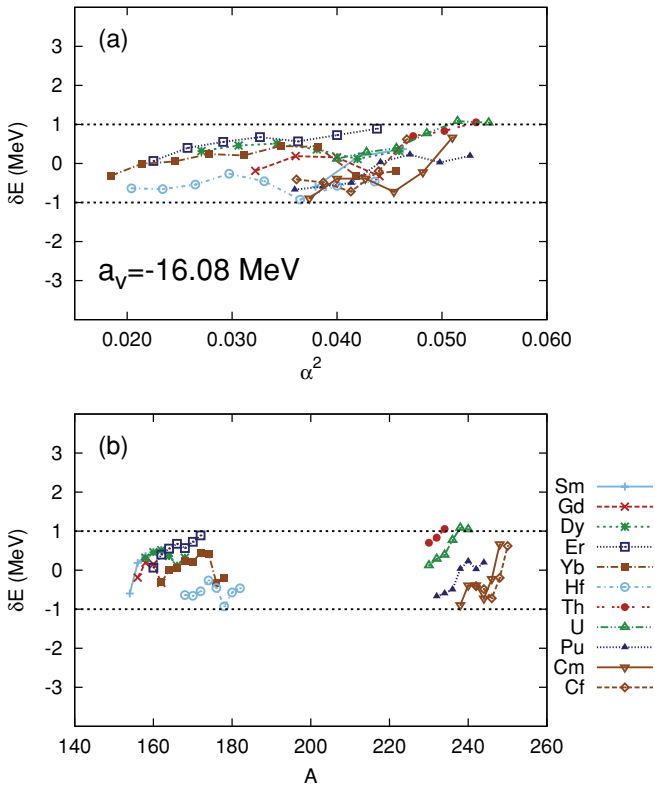 (a)
3
2
1
0
-1
-2
-3
δE (MeV)
a_v=-16.08 MeV
0.020 0.030 0.040 0.050 0.060
α^2
(b)
3
2
1
0
-1
-2
-3
δE (MeV)
140 160 180 200 220 240 260
A
Sm
Gd
Dy
Er
Yb
Hf
Th
U
Pu
Cm
Cf